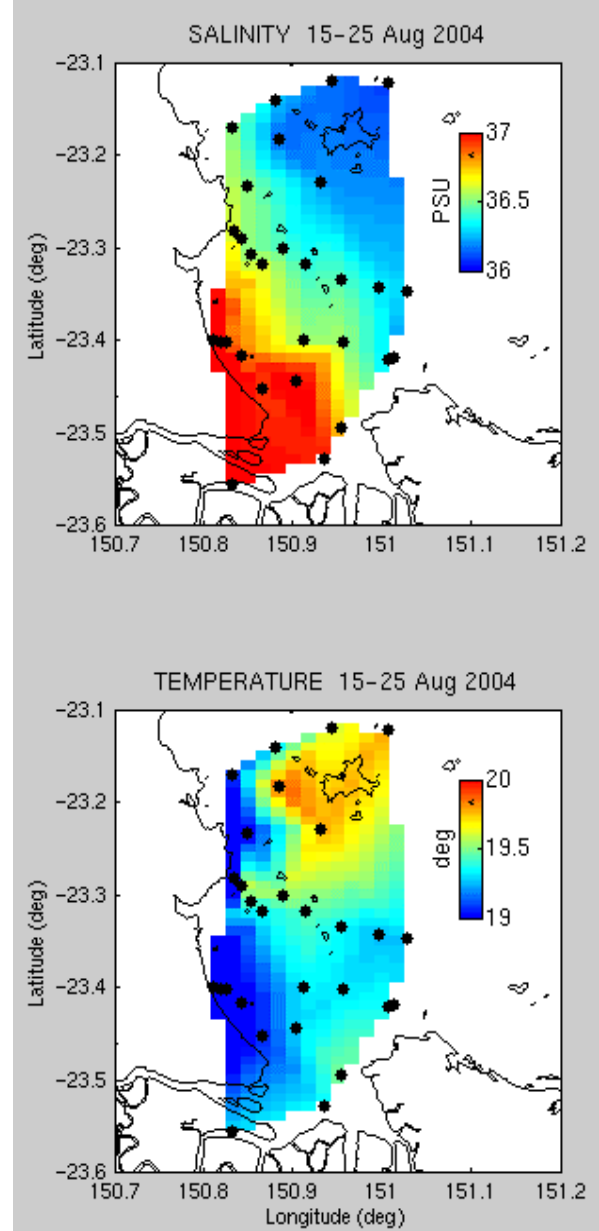 SALINITY 15-25 Aug 2004
-23.1
-23.2
-23.3
-23.4
-23.5
-23.6
Latitude (deg)
150.7 150.8 150.9 151 151.1 151.2
PSU
37
36.5
36
TEMPERATURE 15-25 Aug 2004
-23.1
-23.2
-23.3
-23.4
-23.5
-23.6
Latitude (deg)
150.7 150.8 150.9 151 151.1 151.2
Longitude (deg)
deg
20
19.5
19